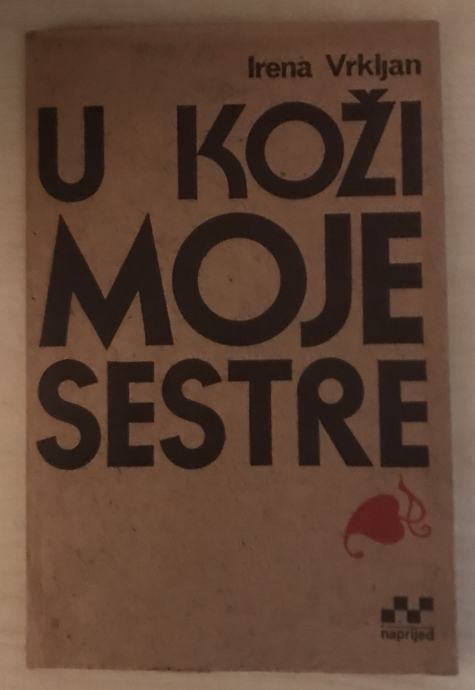 Irena Vrkljan
U KOŽI
MOJE
SESTRE
naprijed